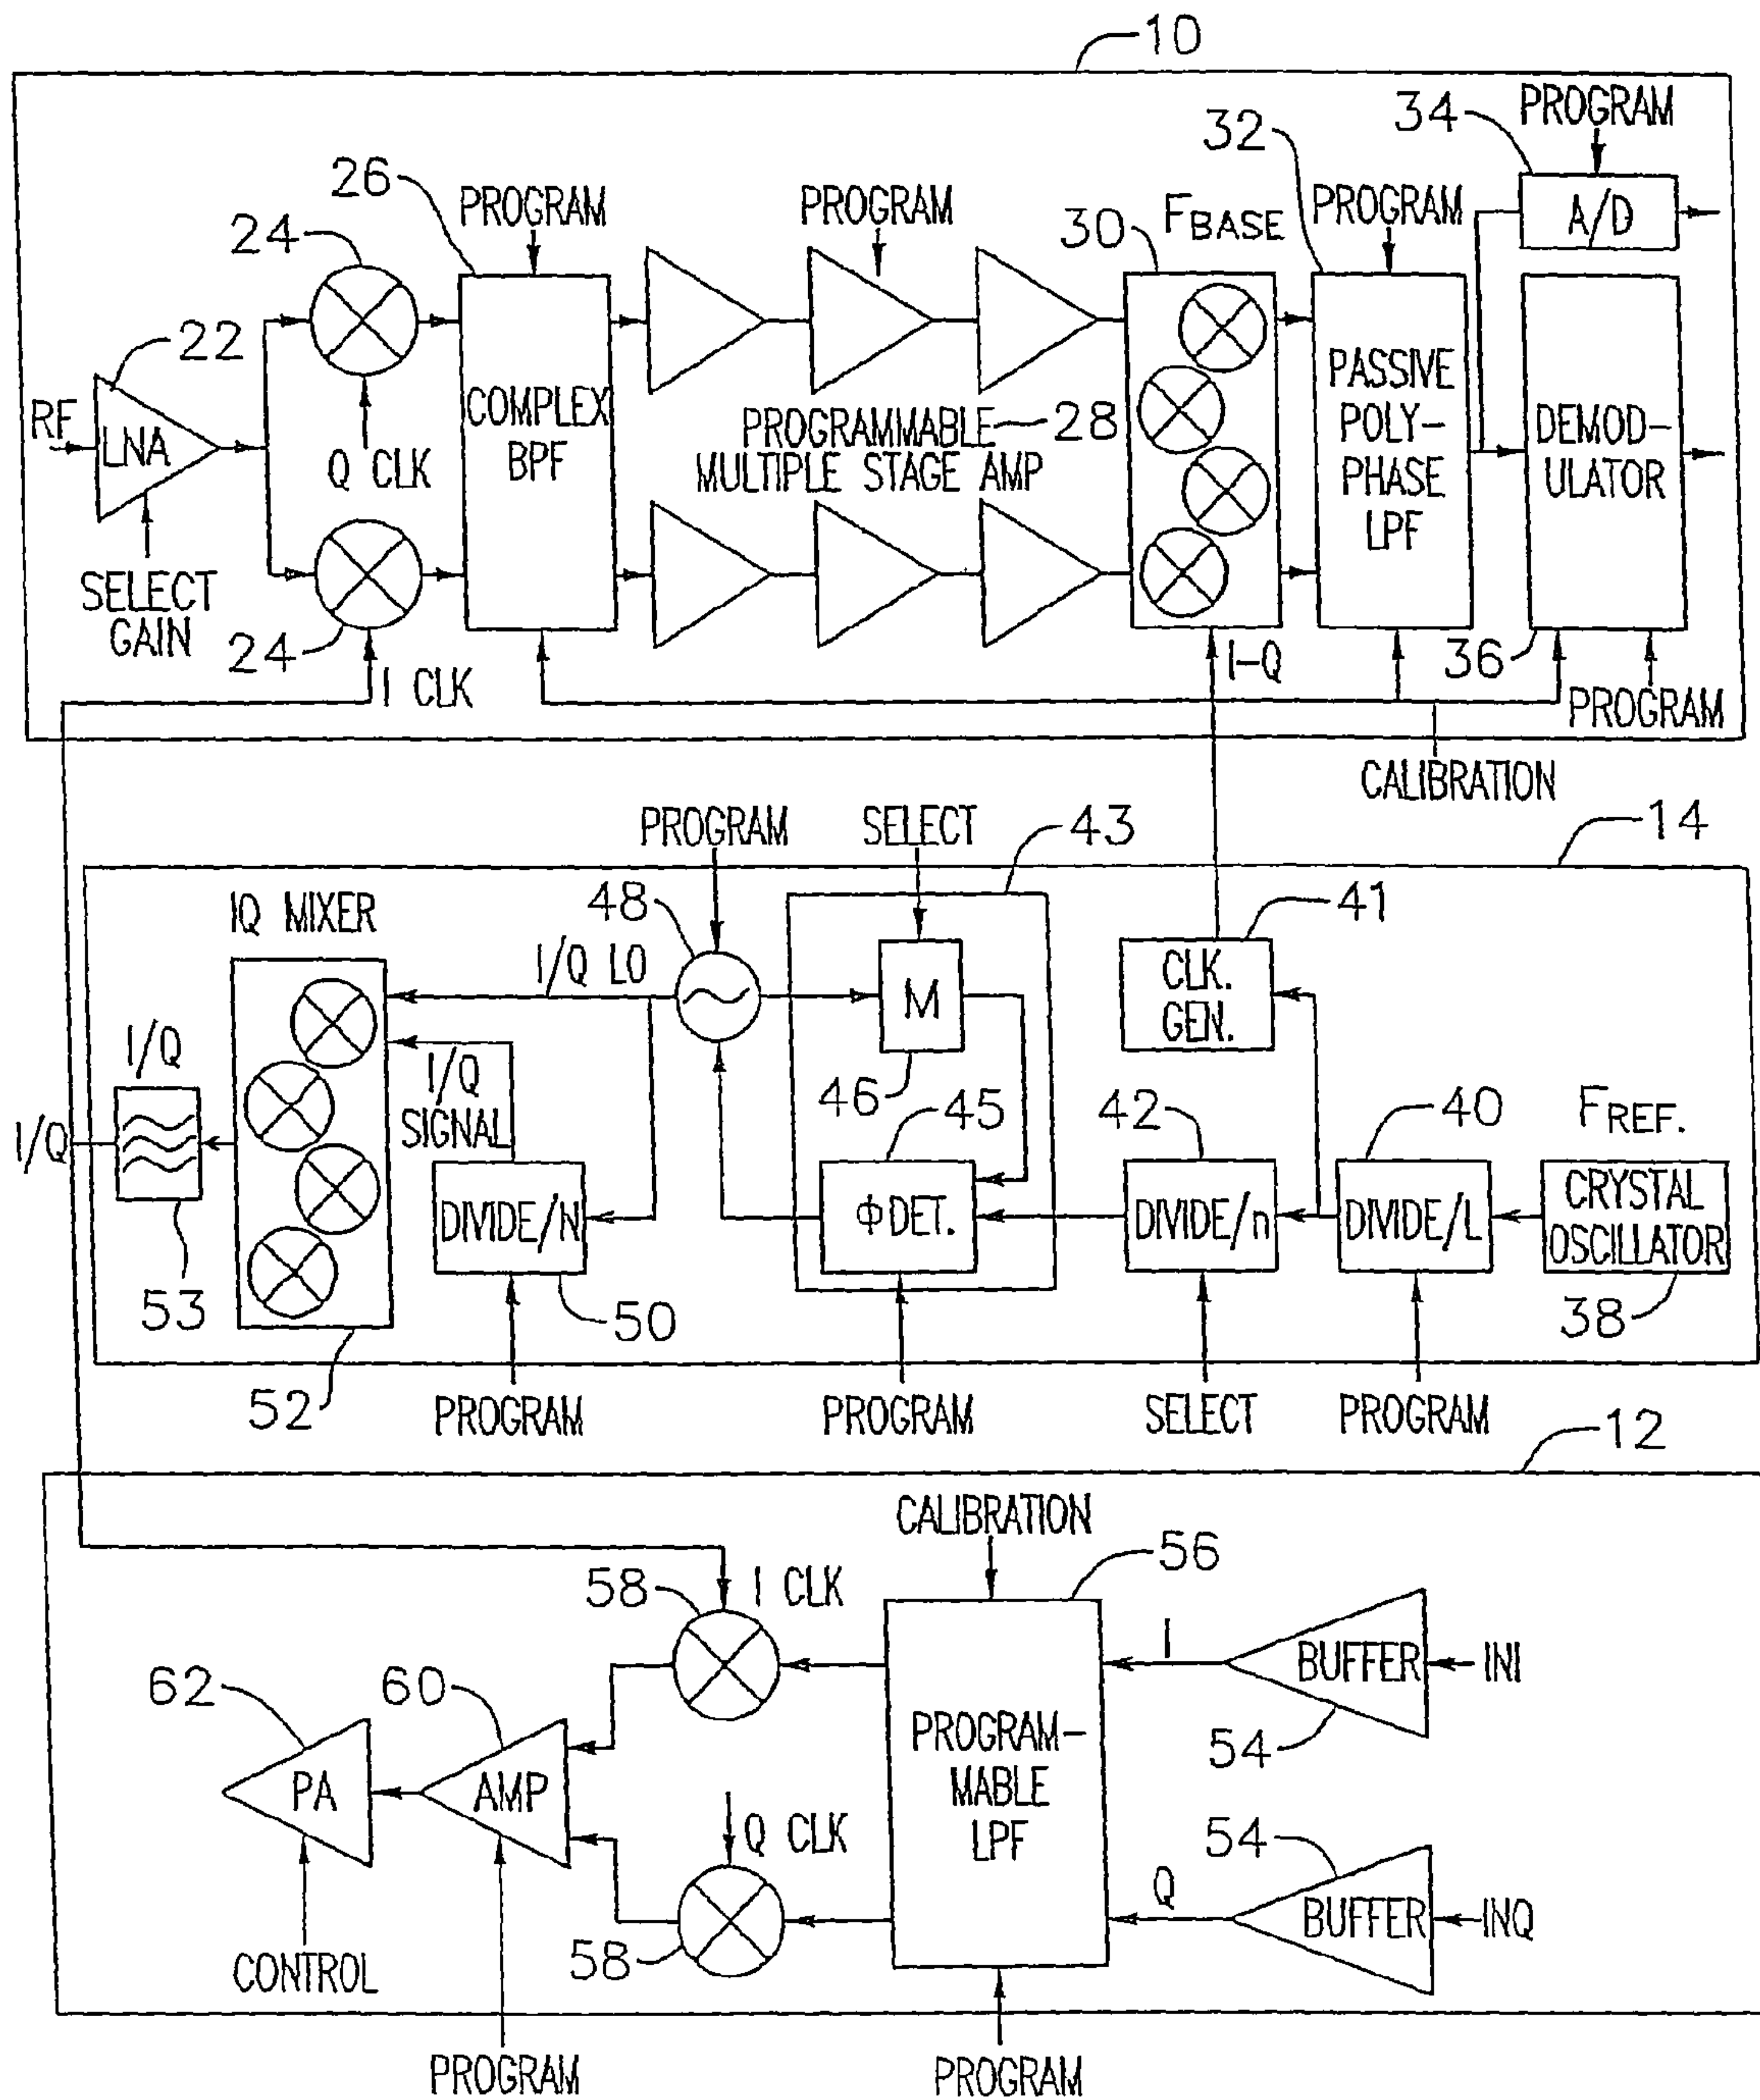 10
PROGRAM
34
32
26
PROGRAM
PROGRAM
FBASE
PROGRAM
A/D
24
30
22
RF
LNA
Q CLK
COMPLEX
BPF
PROGRAMMABLE
MULTIPLE STAGE AMP
28
PASSIVE
POLY-
PHASE
LPF
DEMOD-
ULATOR
SELECT
GAIN
24
I CLK
I-Q
36
PROGRAM
CALIBRATION
PROGRAM
SELECT
43
14
IQ MIXER
48
41
I/Q LO
M
CLK.
GEN.
I/Q
I/Q
SIGNAL
46
45
42
40
FREF.
I/Q
DIVIDE/N
ΦDET.
DIVIDE/n
DIVIDE/L
CRYSTAL
OSCILLATOR
53
50
38
52
PROGRAM
PROGRAM
SELECT
PROGRAM
12
CALIBRATION
58
I CLK
56
I
BUFFER
INI
62
60
54
PA
AMP
PROGRAM-
MABLE
LPF
Q CLK
54
Q
BUFFER
INQ
58
CONTROL
PROGRAM
PROGRAM